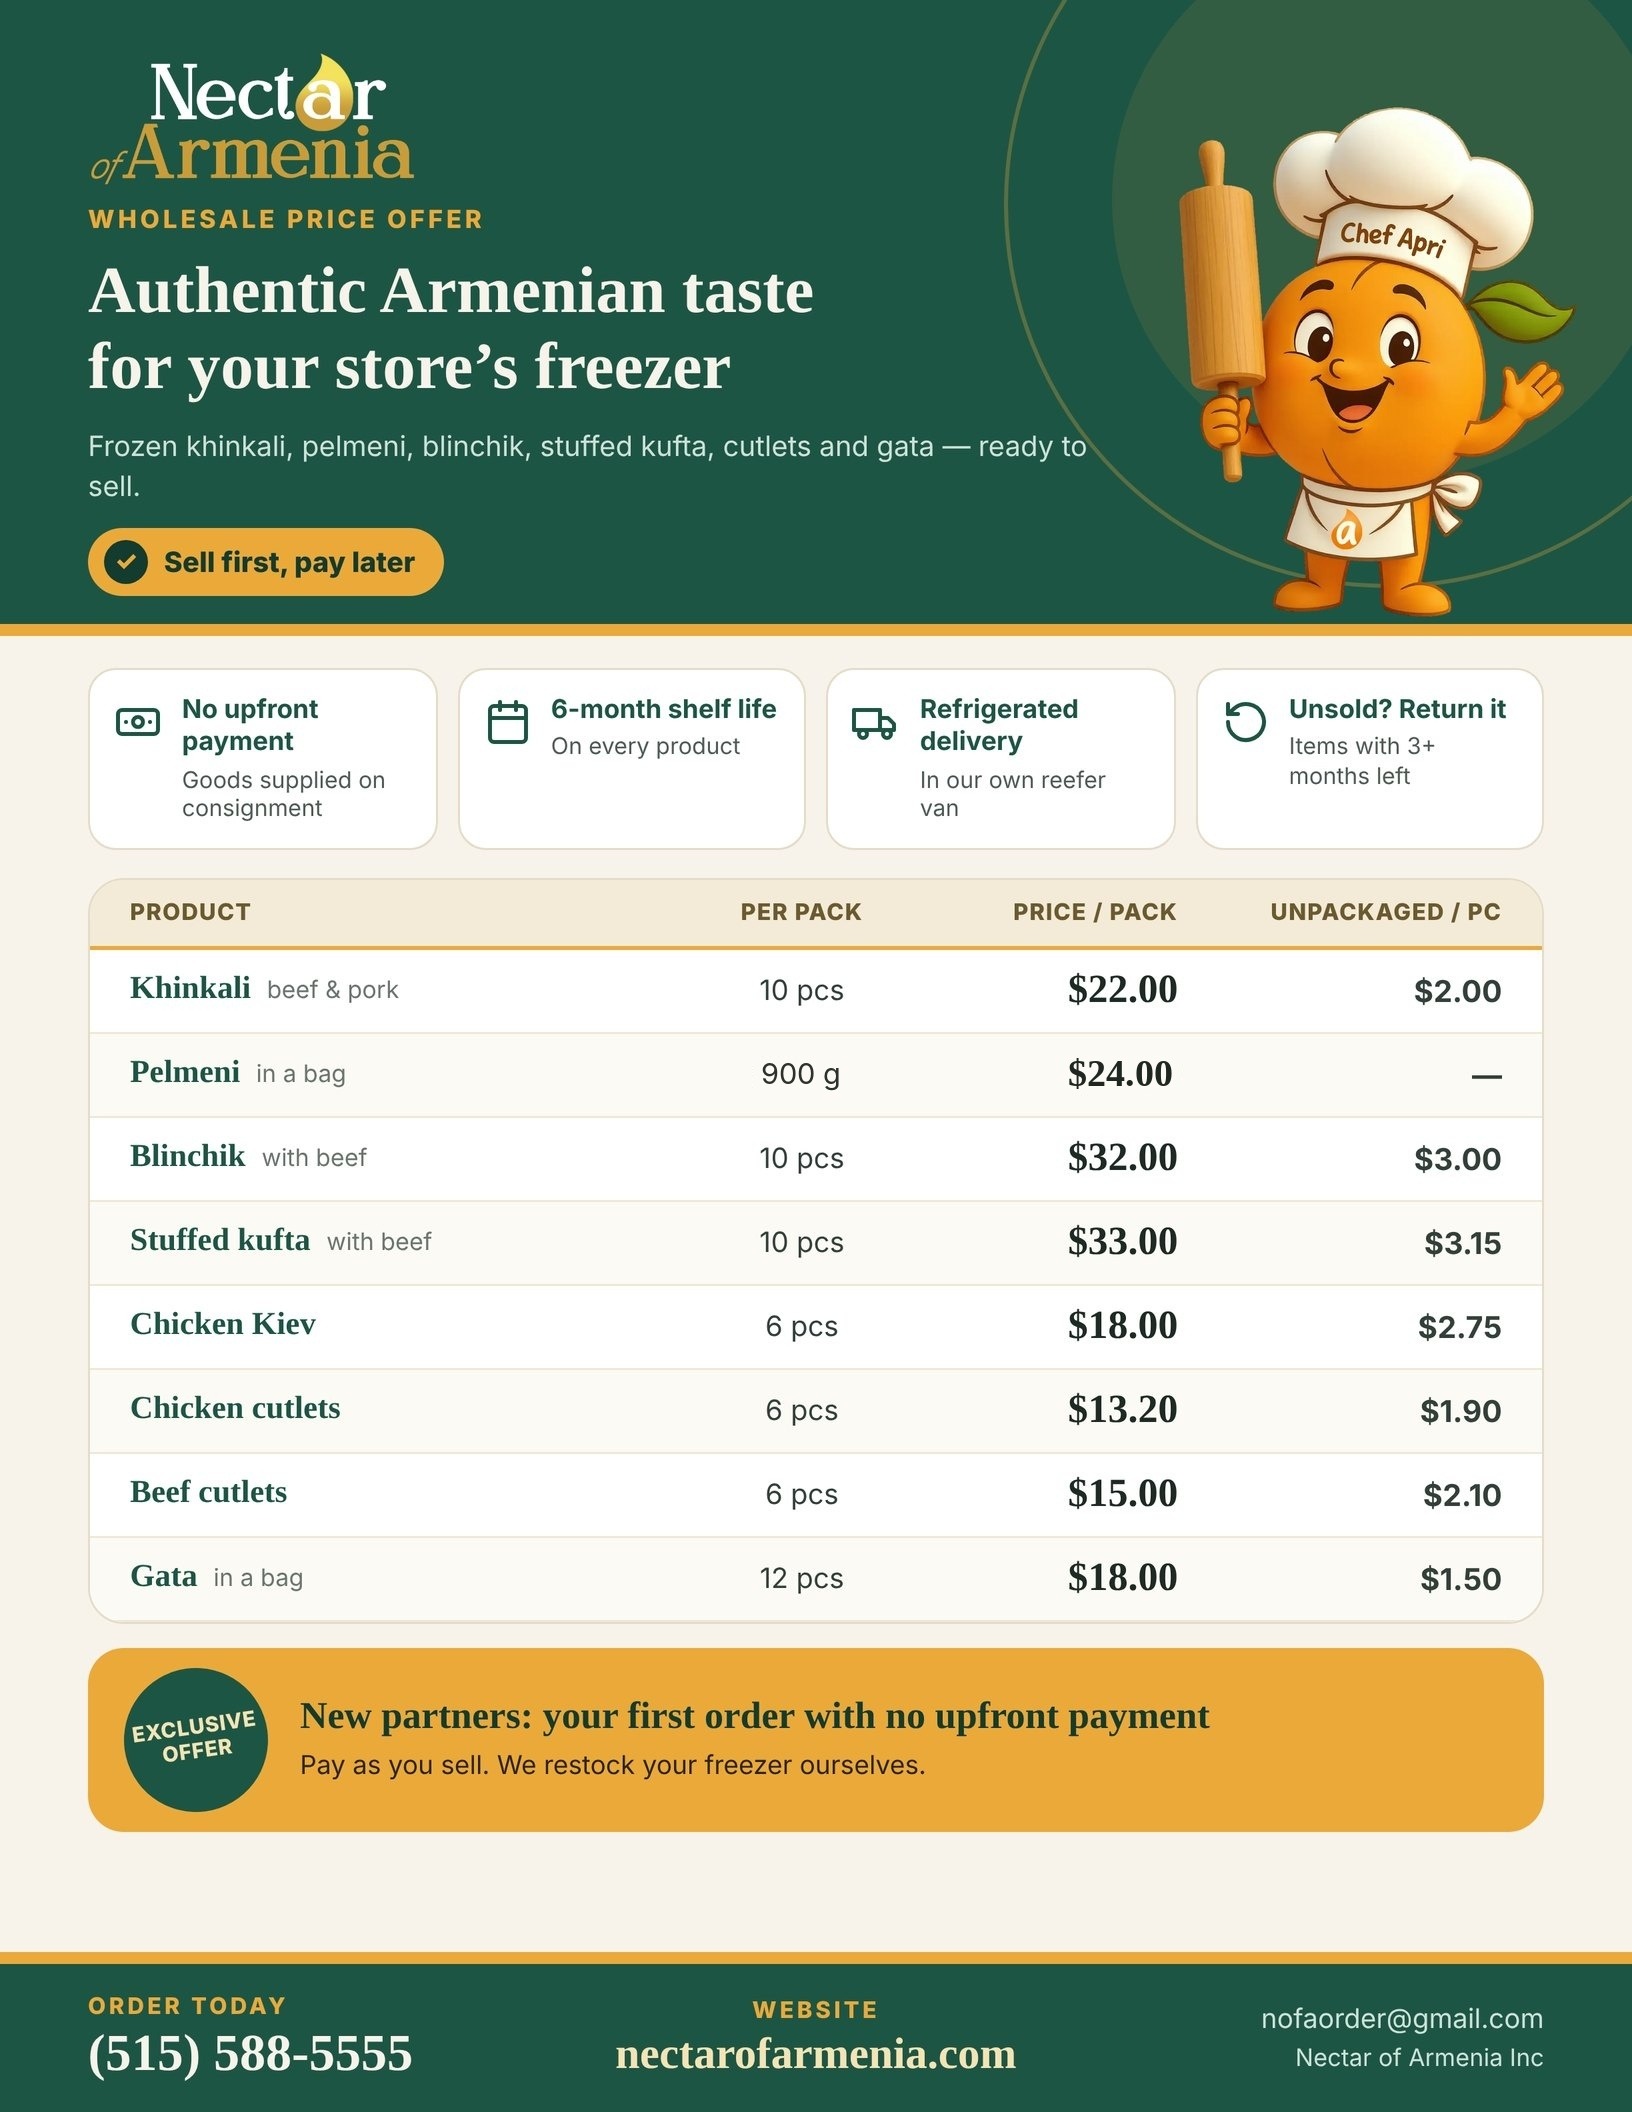 Nectar
of Armenia
WHOLESALE PRICE OFFER
Authentic Armenian taste
for your store’s freezer
Frozen khinkali, pelmeni, blinchik, stuffed kufta, cutlets and gata — ready to
sell.
Sell first, pay later
Chef Apri
a
No upfront
payment
Goods supplied on
consignment
6-month shelf life
On every product
Refrigerated
delivery
In our own reefer
van
Unsold? Return it
Items with 3+
months left
PRODUCT PER PACK PRICE / PACK UNPACKAGED / PC
Khinkali beef & pork 10 pcs $22.00 $2.00
Pelmeni in a bag 900 g $24.00 —
Blinchik with beef 10 pcs $32.00 $3.00
Stuffed kufta with beef 10 pcs $33.00 $3.15
Chicken Kiev 6 pcs $18.00 $2.75
Chicken cutlets 6 pcs $13.20 $1.90
Beef cutlets 6 pcs $15.00 $2.10
Gata in a bag 12 pcs $18.00 $1.50
EXCLUSIVE
OFFER
New partners: your first order with no upfront payment
Pay as you sell. We restock your freezer ourselves.
ORDER TODAY
(515) 588-5555
WEBSITE
nectarofarmenia.com
nofaorder@gmail.com
Nectar of Armenia Inc